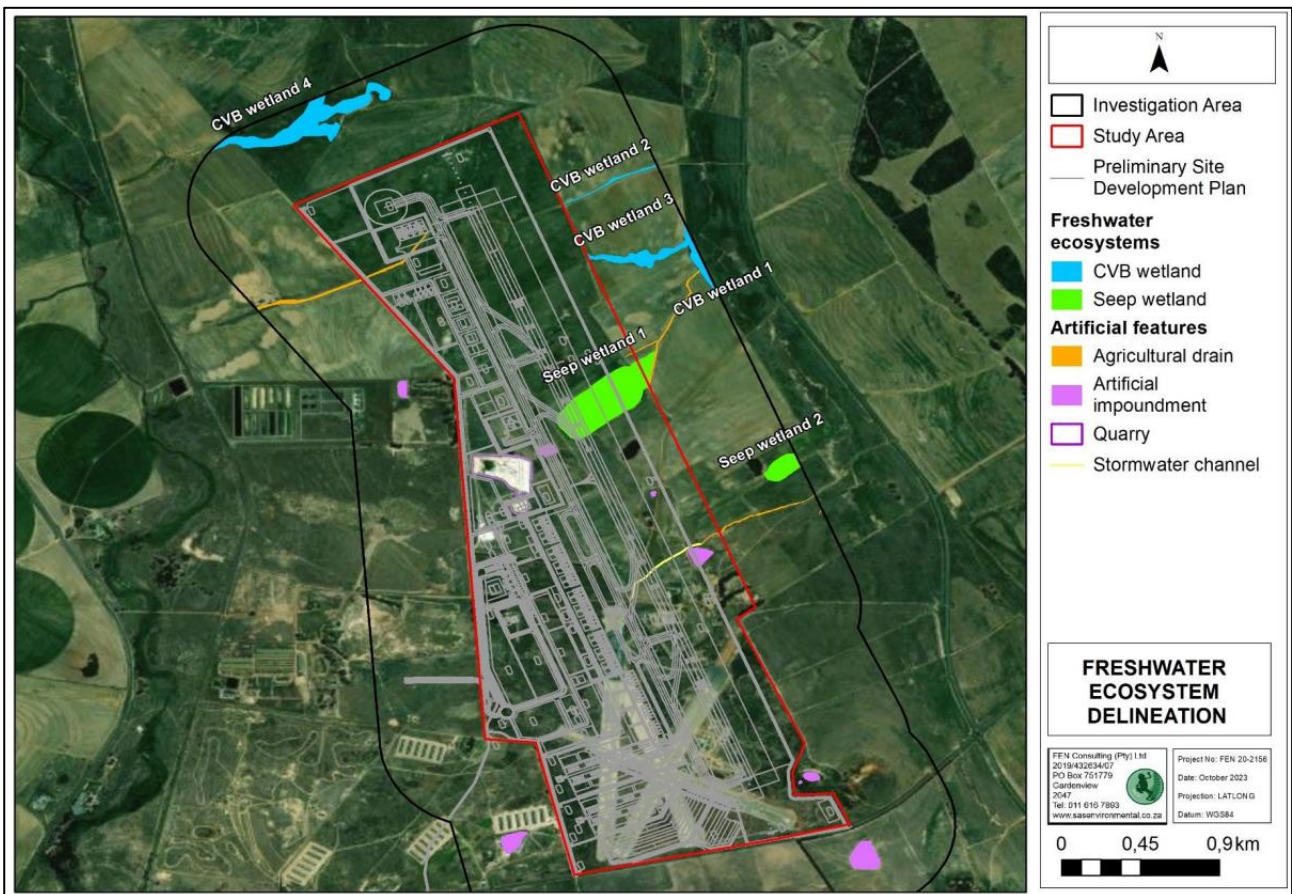 CVB wetland 4
CVB wetland 2
CVB wetland 3
CVB wetland 1
Seep wetland 1
Seep wetland 2
N
Investigation Area
Study Area
Preliminary Site
Development Plan
Freshwater
ecosystems
CVB wetland
Seep wetland
Artificial features
Agricultural drain
Artificial
impoundment
Quarry
Stormwater channel
FRESHWATER
ECOSYSTEM
DELINEATION
FEN Consulting (Pty) Ltd
2019/432634/07
PO Box 751779
Gardenview
2047
Tel: 011 616 7893
www.sasenvironmental.co.za
Project No: FEN 20-2156
Date: October 2023
Projection: LATLONG
Datum: WGS84
0 0,45 0,9 km